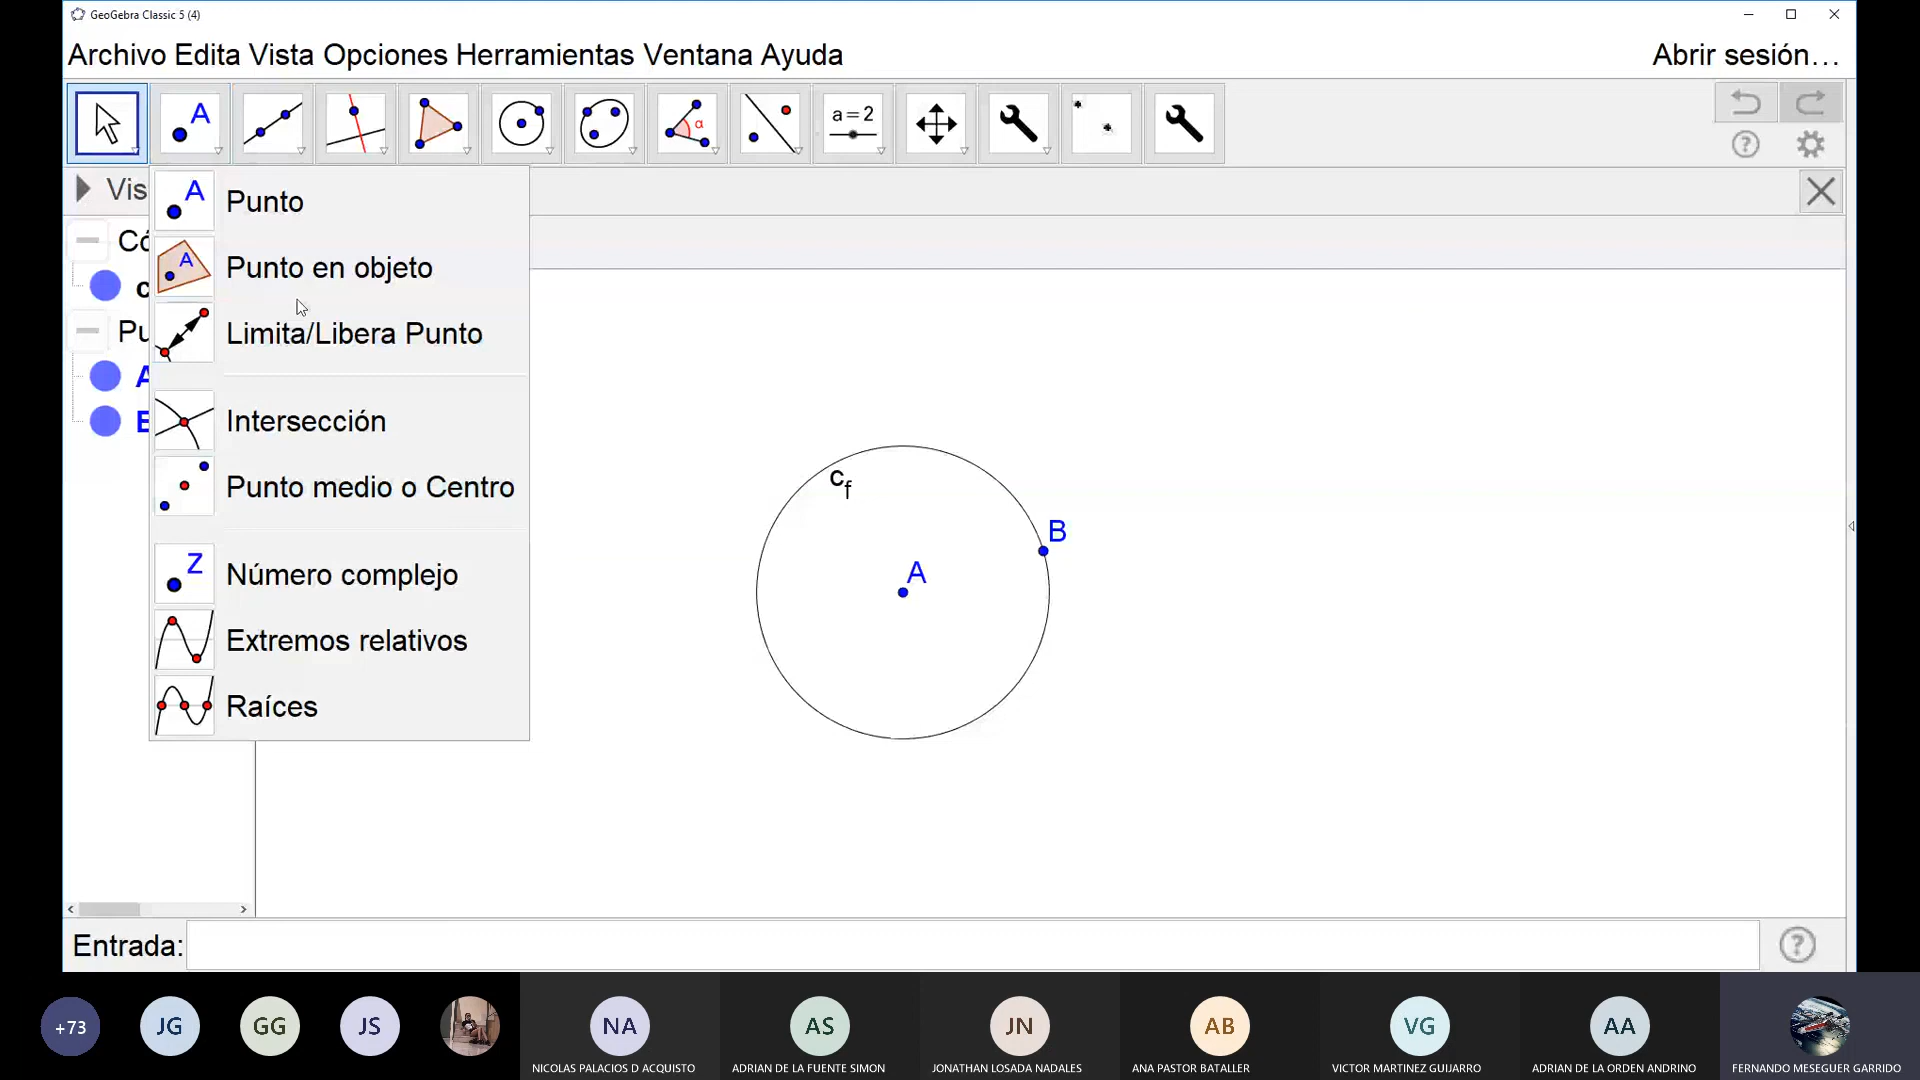 GeoGebra Classic 5 (4)
Archivo Edita Vista Opciones Herramientas Ventana Ayuda
Abrir sesión...
A
α
a = 2
Vis
A
Punto
Có
A
Punto en objeto
c
Pu
Limita/Libera Punto
A
Intersección
Punto medio o Centro
c
f
B
Z
Número complejo
A
Extremos relativos
Raíces
Entrada:
+73
JG
GG
JS
NA
AS
JN
AB
VG
AA
NICOLAS PALACIOS D ACQUISTO
ADRIAN DE LA FUENTE SIMON
JONATHAN LOSADA NADALES
ANA PASTOR BATALLER
VICTOR MARTINEZ GUIJARRO
ADRIAN DE LA ORDEN ANDRINO
FERNANDO MESEGUER GARRIDO